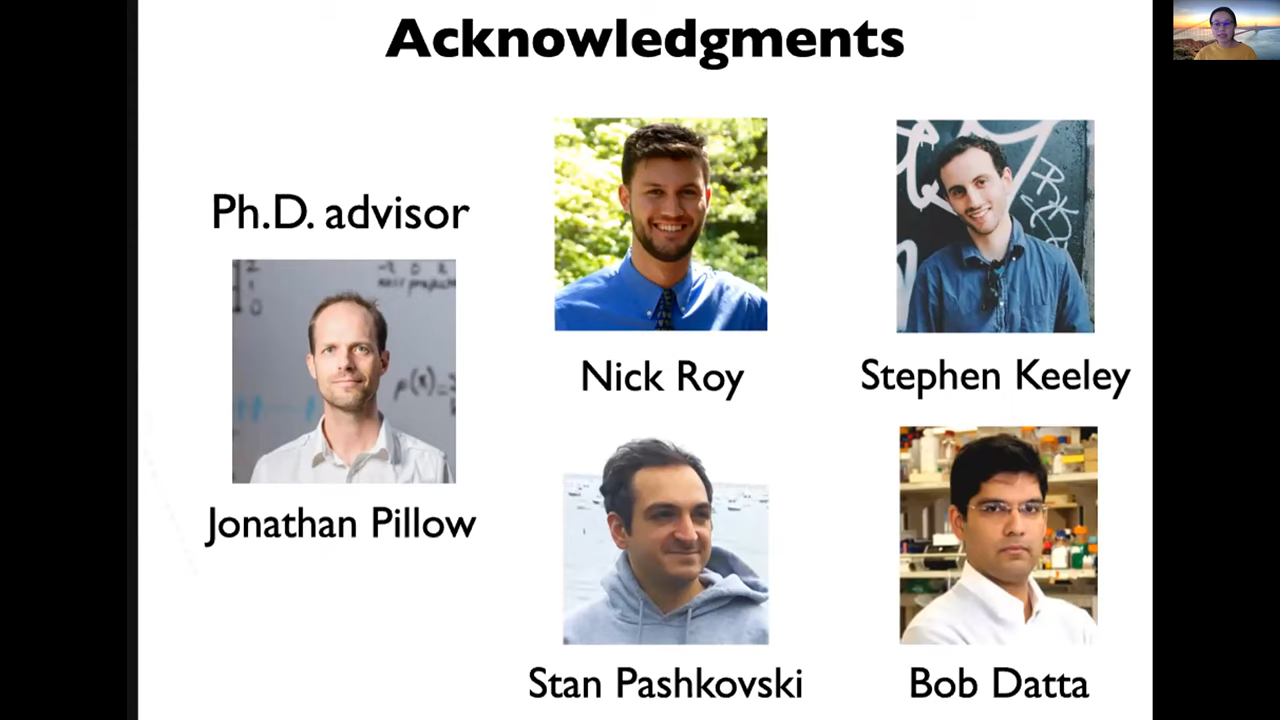 Acknowledgments
Ph.D. advisor
Jonathan Pillow
Nick Roy
Stephen Keeley
Stan Pashkovski
Bob Datta